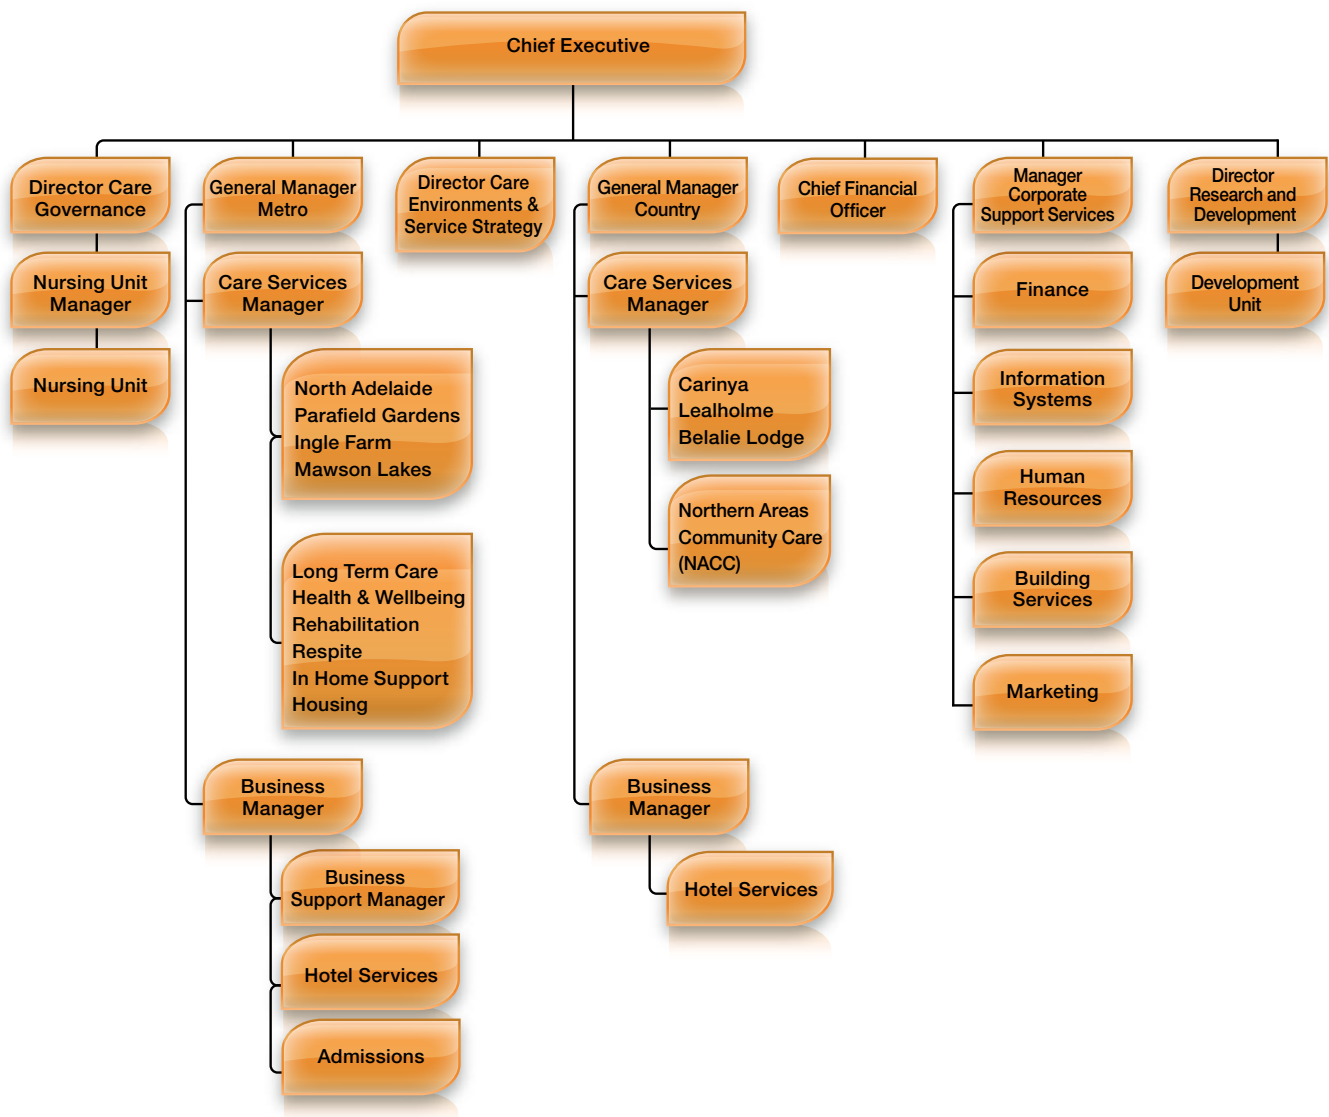 Chief Executive
Director Care
Governance
General Manager
Metro
Director Care
Environments &
Service Strategy
General Manager
Country
Chief Financial
Officer
Manager
Corporate
Support Services
Director
Research and
Development
Nursing Unit
Manager
Care Services
Manager
Care Services
Manager
Finance
Development
Unit
Nursing Unit
North Adelaide
Parafield Gardens
Ingle Farm
Mawson Lakes
Carinya
Lealholme
Belalie Lodge
Information
Systems
Northern Areas
Community Care
(NACC)
Human
Resources
Long Term Care
Health & Wellbeing
Rehabilitation
Respite
In Home Support
Housing
Building
Services
Marketing
Business
Manager
Business
Manager
Business
Support Manager
Hotel Services
Hotel Services
Admissions